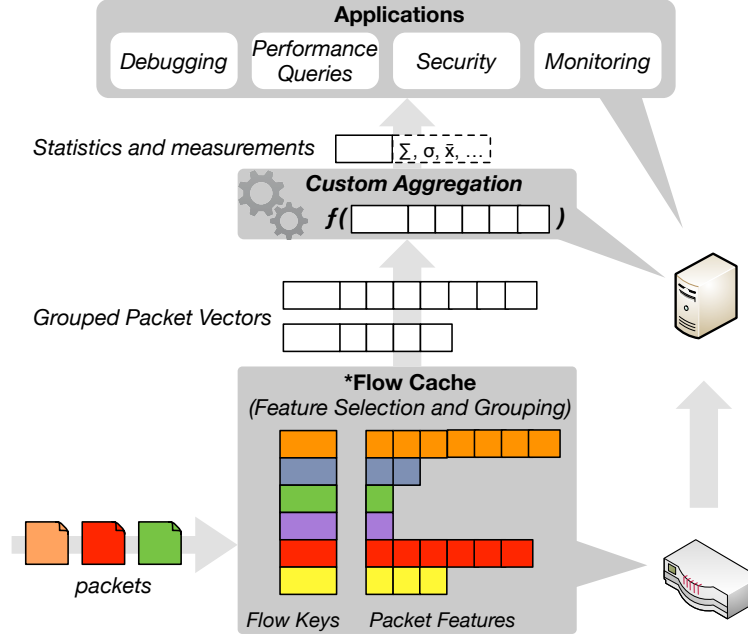 Applications
Debugging
Performance
Queries
Security
Monitoring
Statistics and measurements
∑, σ, x̄, ...
Custom Aggregation
f( )
Grouped Packet Vectors
*Flow Cache
(Feature Selection and Grouping)
packets
Flow Keys
Packet Features